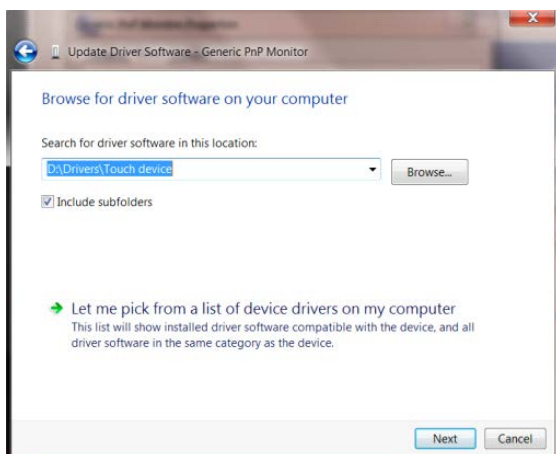 Update Driver Software - Generic PnP Monitor
Browse for driver software on your computer
Search for driver software in this location:
D:\Drivers\Touch device
Browse...
Include subfolders
Let me pick from a list of device drivers on my computer
This list will show installed driver software compatible with the device, and all
driver software in the same category as the device.
Next
Cancel